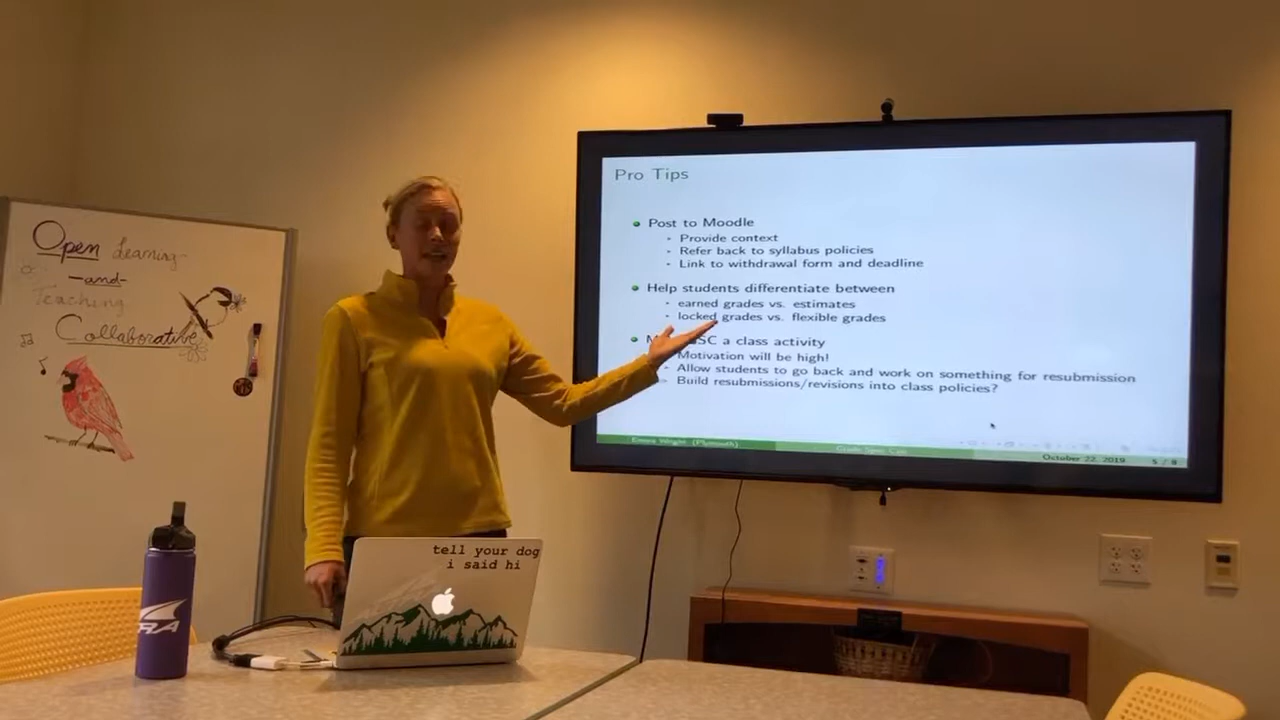 Open Learning
-and-
Teaching
Collaborative
Pro Tips
Post to Moodle
Provide context
Refer back to syllabus policies
Link to withdrawal form and deadline
Help students differentiate between
earned grades vs. estimates
locked grades vs. flexible grades
SC a class activity
Motivation will be high!
Allow students to go back and work on something for resubmission
Build resubmissions/revisions into class policies?
(Plymouth)
October 22, 2019
tell your dog
i said hi
RA